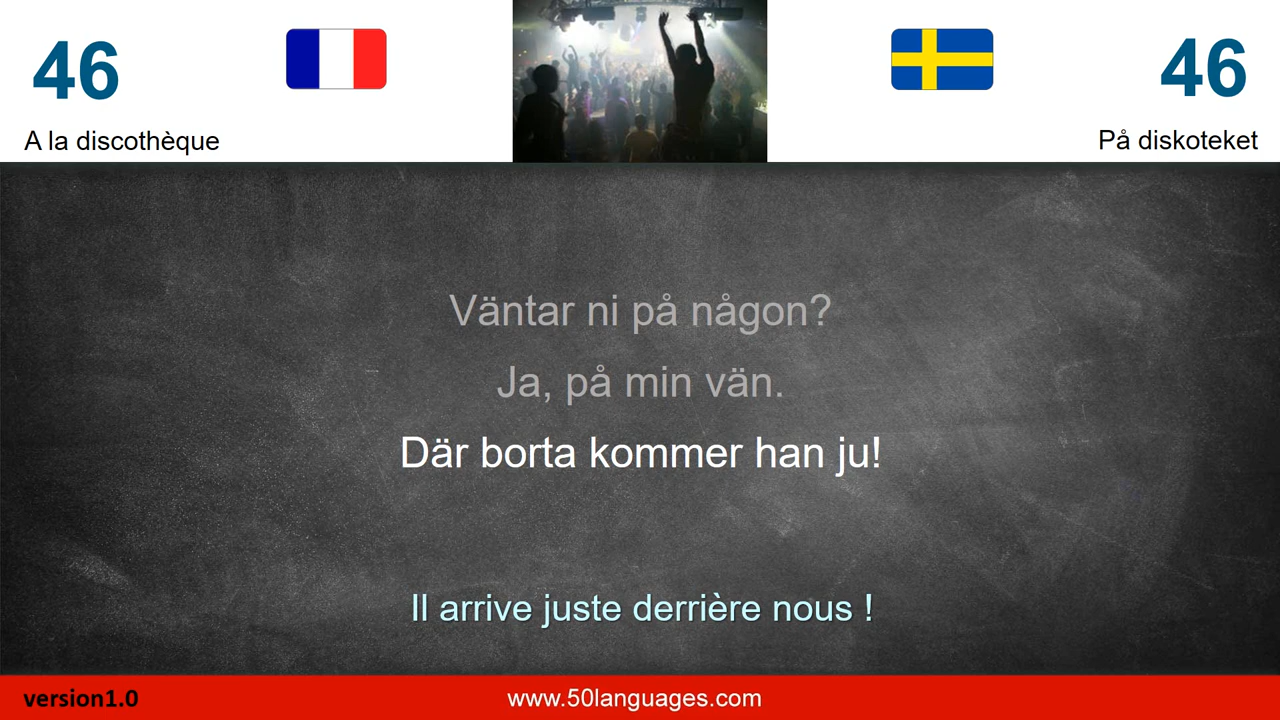 46
A la discothèque
46
På diskoteket
Väntar ni på någon?
Ja, på min vän.
Där borta kommer han ju!
Il arrive juste derrière nous !
version1.0
www.50languages.com